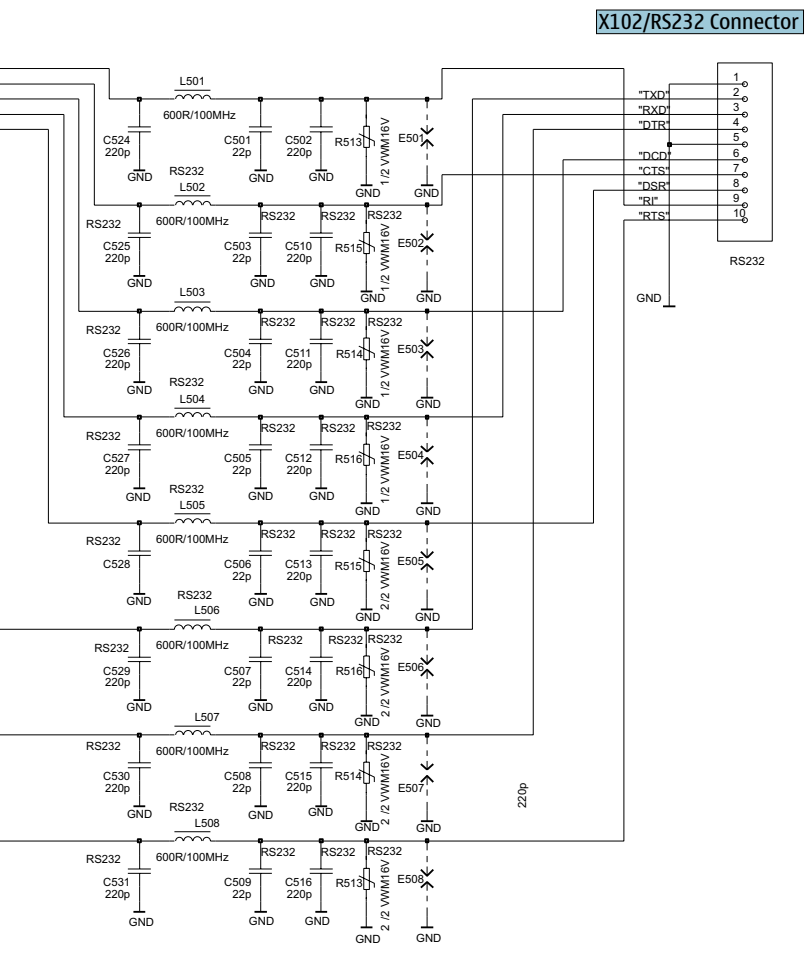 X102/RS232 Connector
L501
600R/100MHz
C524
220p
C501
22p
C502
220p
R513
1/2 VWM16V
E501
GND
GND
GND
GND
GND
RS232
L502
RS232
600R/100MHz
RS232
RS232
RS232
C525
220p
C503
22p
C510
220p
R515
1/2 VWM16V
E502
GND
GND
GND
GND
GND
L503
RS232
600R/100MHz
RS232
RS232
RS232
C526
220p
C504
22p
C511
220p
R514
1/2 VWM16V
E503
GND
GND
GND
GND
GND
RS232
L504
RS232
600R/100MHz
RS232
RS232
RS232
C527
220p
C505
22p
C512
220p
R516
1/2 VWM16V
E504
GND
GND
GND
GND
GND
RS232
L505
RS232
600R/100MHz
RS232
RS232
RS232
C528
C506
22p
C513
220p
R515
2/2 VWM16V
E505
GND
GND
GND
GND
GND
RS232
L506
RS232
600R/100MHz
RS232
RS232
RS232
C529
220p
C507
22p
C514
220p
R516
2 /2 VWM16V
E506
GND
GND
GND
GND
GND
L507
RS232
600R/100MHz
RS232
RS232
RS232
C530
220p
C508
22p
C515
220p
R514
2 /2 VWM16V
E507
220p
GND
GND
GND
GND
GND
RS232
L508
RS232
600R/100MHz
RS232
RS232
RS232
C531
220p
C509
22p
C516
220p
R513
2 /2 VWM16V
E508
GND
GND
GND
GND
GND
1
"TXD" 2
"RXD" 3
"DTR" 4
5
"DCD" 6
"CTS" 7
"DSR" 8
"RI" 9
"RTS" 10
RS232
GND